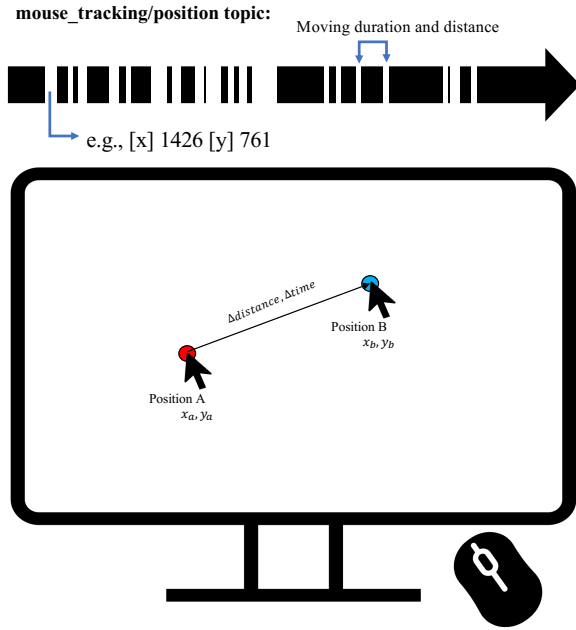 mouse_tracking/position topic:
Moving duration and distance
e.g., [x] 1426 [y] 761
Δdistance, Δtime
Position B
x_b, y_b
Position A
x_a, y_a